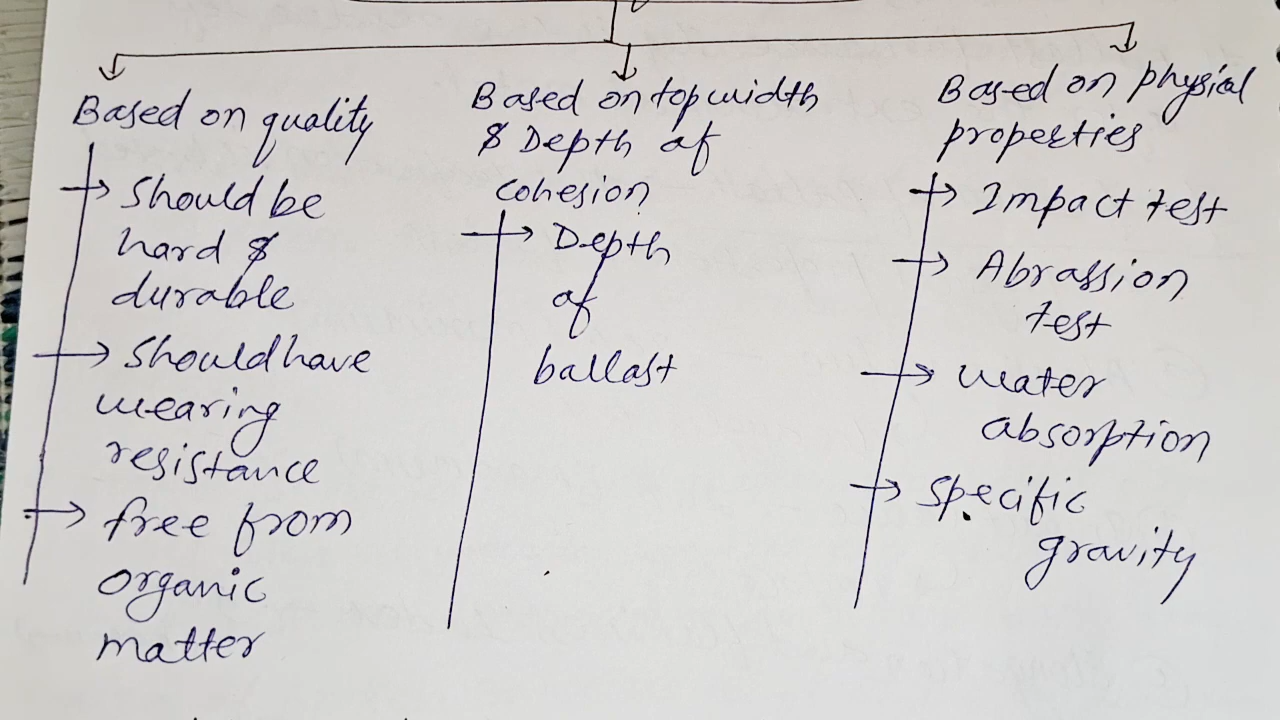 Based on quality
→ Should be
hard &
durable
→ Should have
wearing
resistance
→ free from
organic
matter
Based on top width
& Depth of
cohesion
→ Depth
of
ballast
Based on physial
properties
→ Impact test
→ Abrassion
test
→ water
absorption
→ specific
gravity